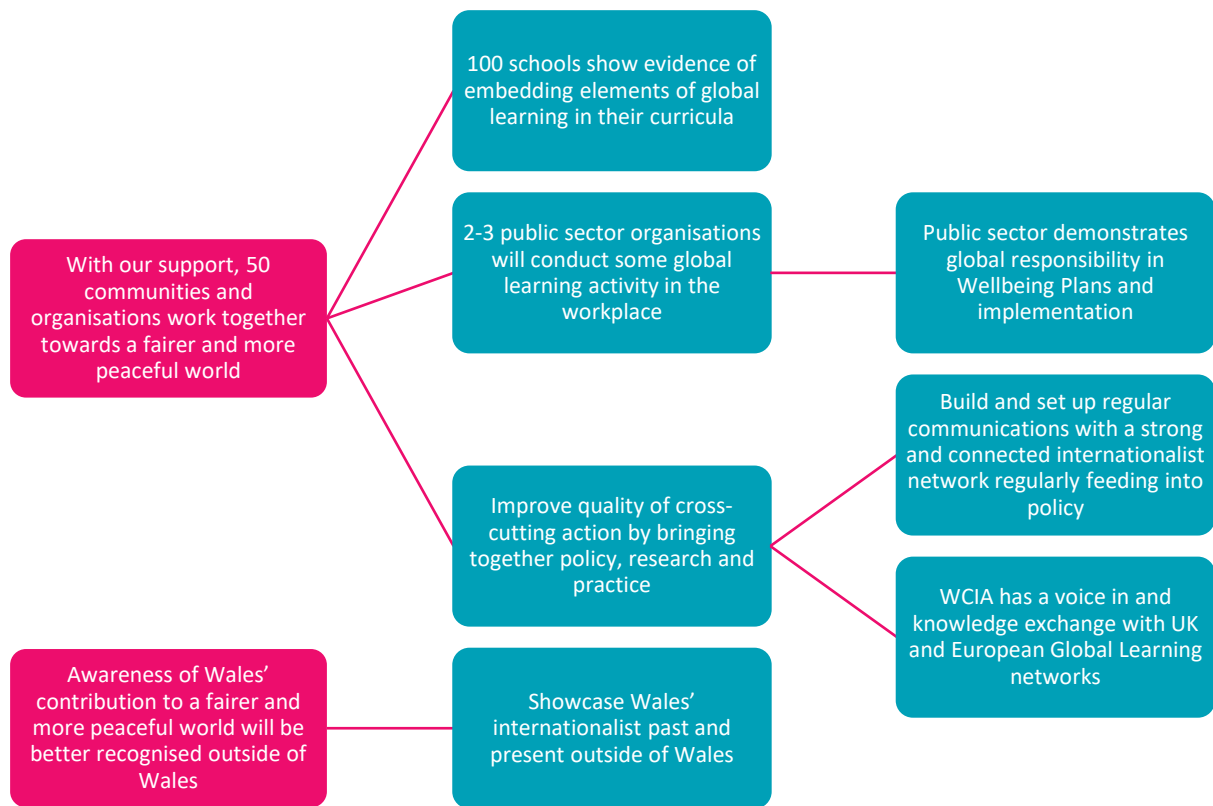 100 schools show evidence of
embedding elements of global
learning in their curricula
With our support, 50
communities and
organisations work together
towards a fairer and more
peaceful world
2-3 public sector organisations
will conduct some global
learning activity in the
workplace
Public sector demonstrates
global responsibility in
Wellbeing Plans and
implementation
Improve quality of cross-
cutting action by bringing
together policy, research and
practice
Build and set up regular
communications with a strong
and connected internationalist
network regularly feeding into
policy
WCIA has a voice in and
knowledge exchange with UK
and European Global Learning
networks
Awareness of Wales’
contribution to a fairer and
more peaceful world will be
better recognised outside of
Wales
Showcase Wales’
internationalist past and
present outside of Wales